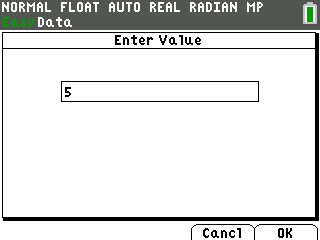 NORMAL FLOAT AUTO REAL RADIAN MP
EasyData
Enter Value
5
Cancl OK